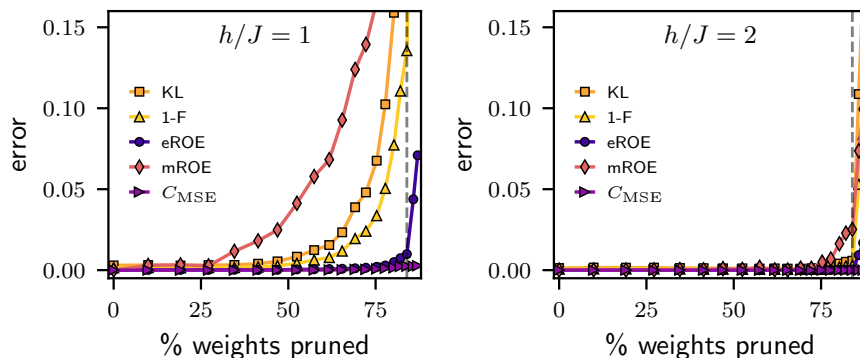 h/J = 1
error
0.15
0.10
0.05
0.00
KL
1-F
eROE
mROE
C_MSE
0 25 50 75
% weights pruned
h/J = 2
error
0.15
0.10
0.05
0.00
KL
1-F
eROE
mROE
C_MSE
0 25 50 75
% weights pruned